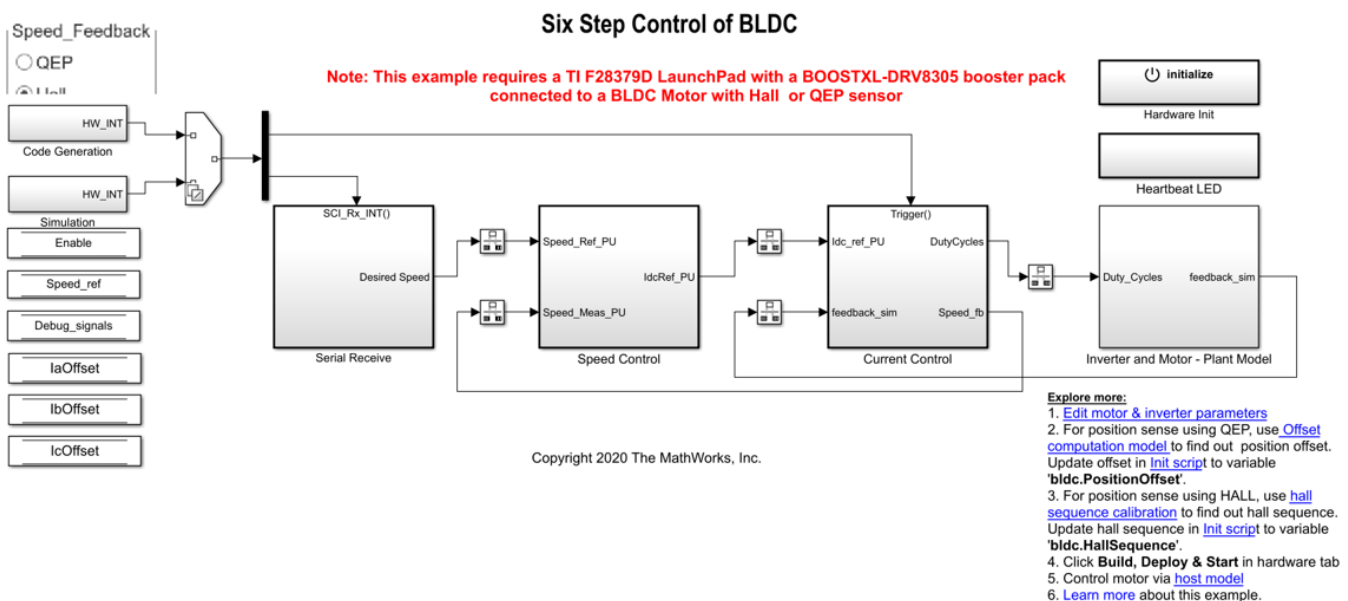 Six Step Control of BLDC
Speed_Feedback
QEP
Hall
Note: This example requires a TI F28379D LaunchPad with a BOOSTXL-DRV8305 booster pack
connected to a BLDC Motor with Hall or QEP sensor
initialize
Hardware Init
HW_INT
Code Generation
Heartbeat LED
HW_INT
Simulation
Enable
Speed_ref
Debug_signals
IaOffset
IbOffset
IcOffset
SCI_Rx_INT()
Desired Speed
Serial Receive
Speed_Ref_PU
IdcRef_PU
Speed_Meas_PU
Speed Control
Trigger()
Idc_ref_PU
DutyCycles
feedback_sim
Speed_fb
Current Control
Duty_Cycles
feedback_sim
Inverter and Motor - Plant Model
Copyright 2020 The MathWorks, Inc.
Explore more:
1. Edit motor & inverter parameters
2. For position sense using QEP, use Offset
computation model to find out position offset.
Update offset in Init script to variable
'bldc.PositionOffset'.
3. For position sense using HALL, use hall
sequence calibration to find out hall sequence.
Update hall sequence in Init script to variable
'bldc.HallSequence'.
4. Click Build, Deploy & Start in hardware tab
5. Control motor via host model
6. Learn more about this example.